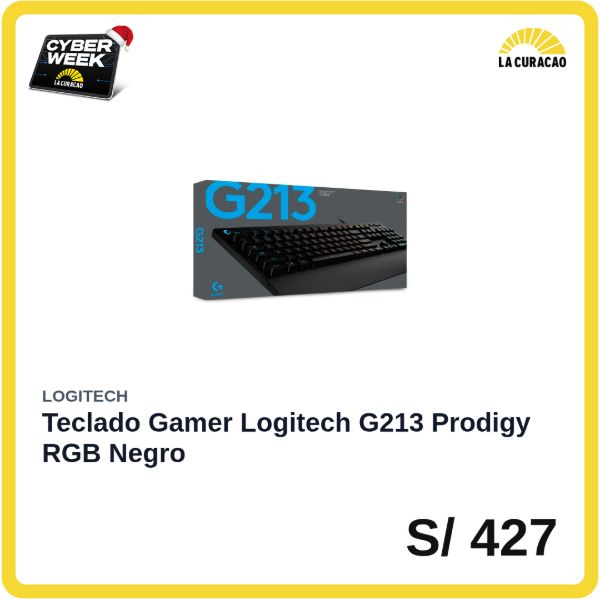 CYBER
WEEK
LA CURACAO
LA CURACAO
G213
G213
LOGITECH
Teclado Gamer Logitech G213 Prodigy
RGB Negro
S/ 427